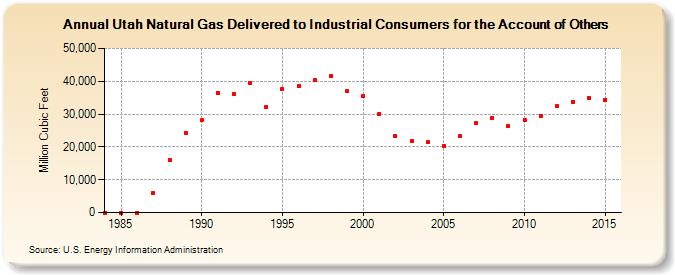 Annual Utah Natural Gas Delivered to Industrial Consumers for the Account of Others
Million Cubic Feet
50,000
40,000
30,000
20,000
10,000
0
1985 1990 1995 2000 2005 2010 2015
Source: U.S. Energy Information Administration